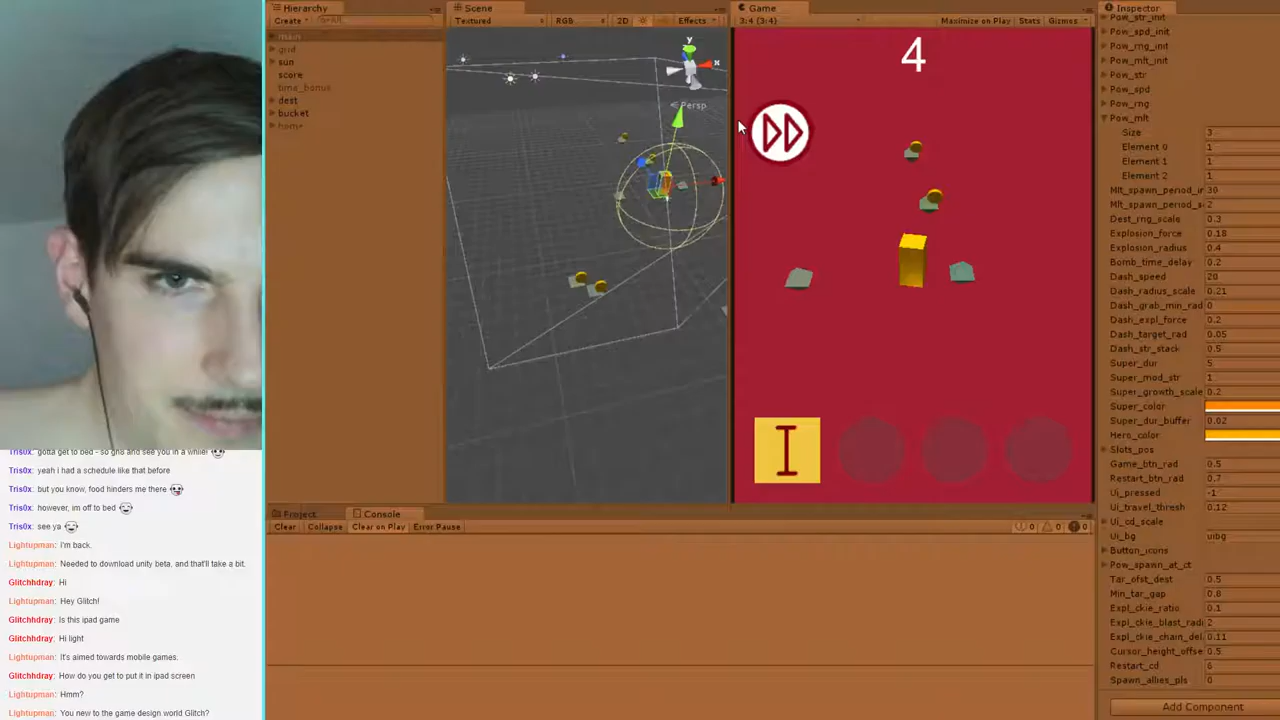 Hierarchy
Create
All
main
grid
sun
score
time_bonus
dest
bucket
Scene
Textured
RGB
2D
Effects
y
x
Persp
Game
3:4 (3:4)
Maximize on Play
Stats
Gizmos
4
I
Project
Console
Clear
Collapse
Clear on Play
Error Pause
0
0
0
Inspector
Pow_str_init
Pow_spd_init
Pow_rng_init
Pow_mlt_init
Pow_str
Pow_spd
Pow_rng
Pow_mlt
Size 3
Element 0 1
Element 1 1
Element 2 1
Mlt_spawn_period_ir 30
Mlt_spawn_period_s 2
Dest_rng_scale 0.3
Explosion_force 0.18
Explosion_radius 0.4
Bomb_time_delay 0.2
Dash_speed 20
Dash_radius_scale 0.21
Dash_grab_min_rad 0
Dash_expl_force 0.2
Dash_target_rad 0.05
Dash_str_stack 0.5
Super_dur 5
Super_mod_str 1
Super_growth_scale 0.2
Super_color
Super_dur_buffer 0.02
Hero_color
Slots_pos
Game_btn_rad 0.5
Restart_btn_rad 0.7
Ui_pressed -1
Ui_travel_thresh 0.12
Ui_cd_scale
Ui_bg uibg
Button_icons
Pow_spawn_at_ct
Tar_ofst_dest 0.5
Min_tar_gap 0.8
Expl_ckie_ratio 0.1
Expl_ckie_blast_radi 2
Expl_ckie_chain_del 0.11
Cursor_height_offse 0.5
Restart_cd 6
Spawn_allies_pls 0
Add Component
Tris0x: gotta get to bed - so gn8 and see you in a while!
Tris0x: yeah i had a schedule like that before
Tris0x: but you know, food hinders me there
Tris0x: however, im off to bed
Tris0x: see ya
Lightupman: I'm back.
Lightupman: Needed to download unity beta, and that'll take a bit.
Glitchhdray: Hi
Lightupman: Hey Glitch!
Glitchhdray: Is this ipad game
Glitchhdray: Hi light
Lightupman: It's aimed towards mobile games.
Glitchhdray: How do you get to put it in ipad screen
Lightupman: Hmm?
Lightupman: You new to the game design world Glitch?